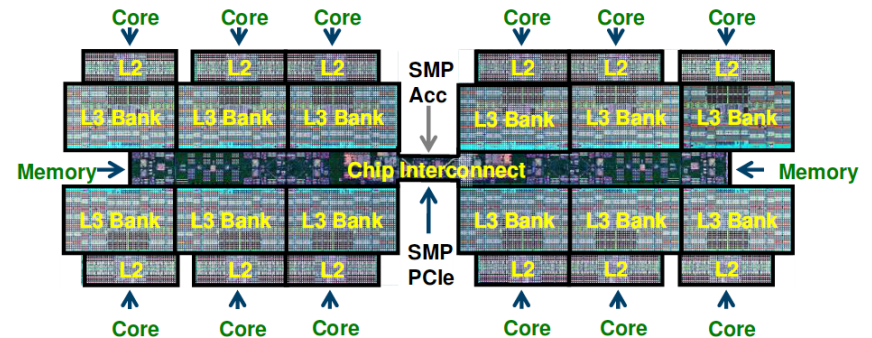 Core Core Core Core Core Core
L2 L2 L2 L2 L2 L2
SMP
Acc
L3 Bank L3 Bank L3 Bank L3 Bank L3 Bank L3 Bank
Memory Chip Interconnect Memory
L3 Bank L3 Bank L3 Bank L3 Bank L3 Bank L3 Bank
SMP
PCIe
L2 L2 L2 L2 L2 L2
Core Core Core Core Core Core